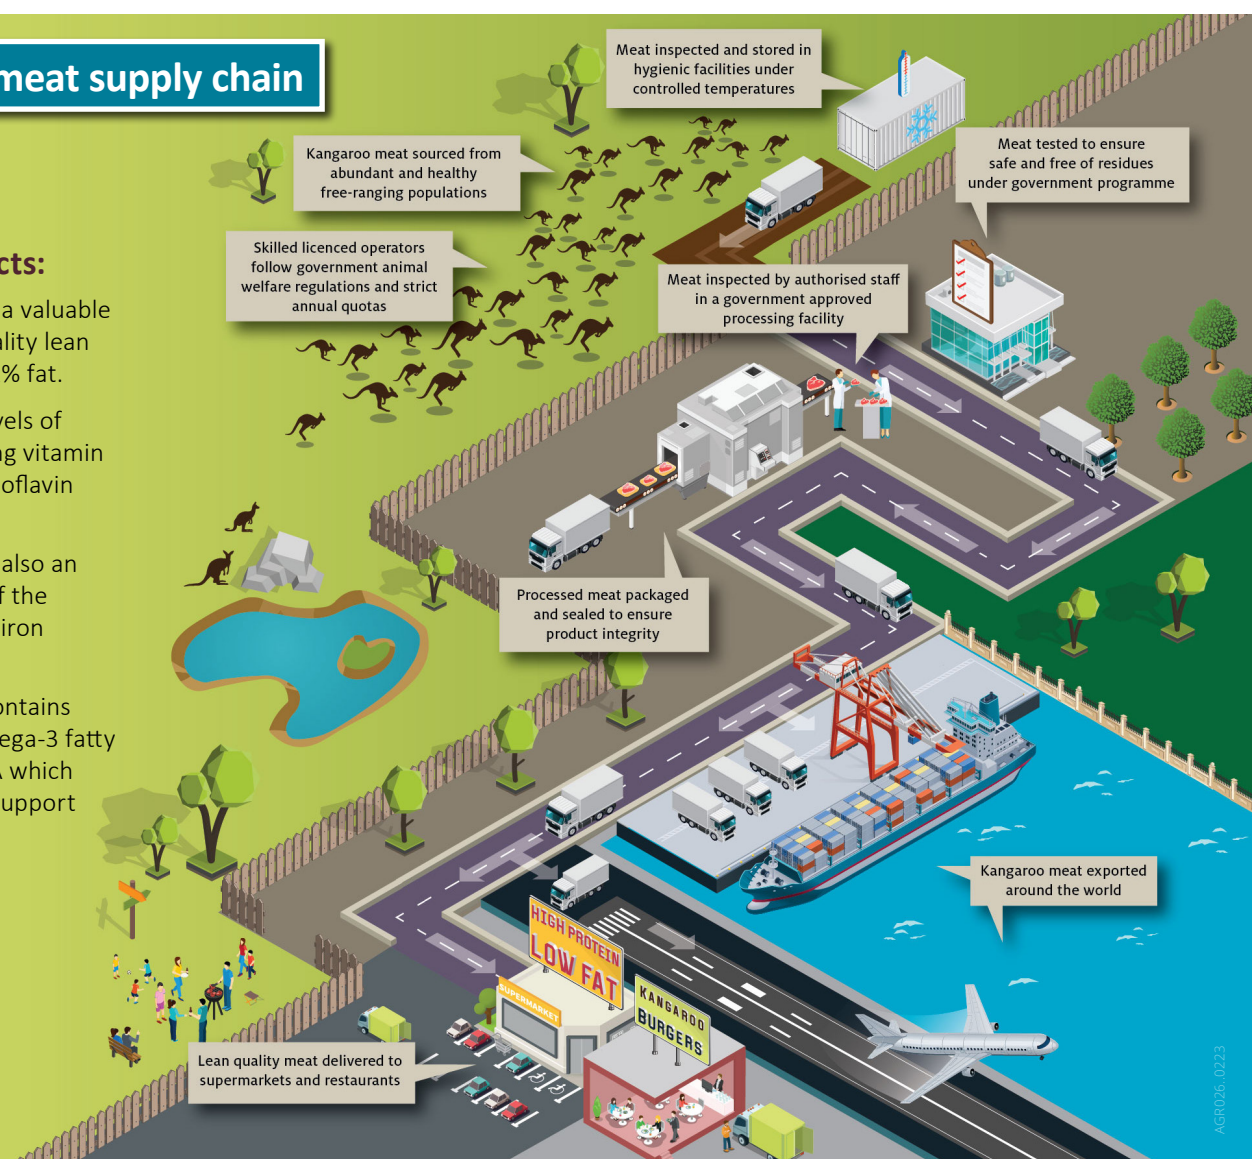 meat supply chain
Meat inspected and stored in
hygienic facilities under
controlled temperatures
Kangaroo meat sourced from
abundant and healthy
free-ranging populations
Meat tested to ensure
safe and free of residues
under government programme
Skilled licenced operators
follow government animal
welfare regulations and strict
annual quotas
Meat inspected by authorised staff
in a government approved
processing facility
cts:
a valuable
ality lean
% fat.
vels of
ng vitamin
oflavin
also an
f the
iron
ontains
ega-3 fatty
A which
support
Processed meat packaged
and sealed to ensure
product integrity
Kangaroo meat exported
around the world
HIGH PROTEIN
LOW FAT
SUPERMARKET
KANGAROO
BURGERS
Lean quality meat delivered to
supermarkets and restaurants
AGR026..0223